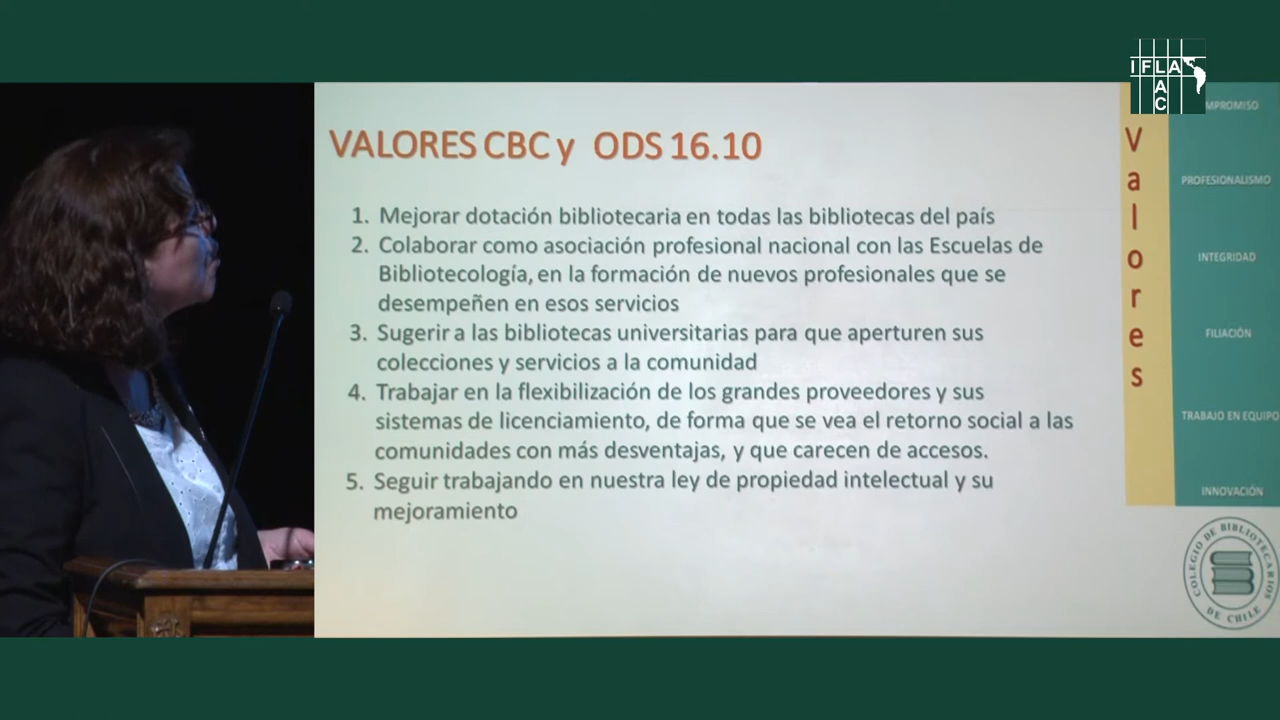 IFLA
LAC
VALORES CBC y ODS 16.10
1. Mejorar dotación bibliotecaria en todas las bibliotecas del país
2. Colaborar como asociación profesional nacional con las Escuelas de
Bibliotecología, en la formación de nuevos profesionales que se
desempeñen en esos servicios
3. Sugerir a las bibliotecas universitarias para que aperturen sus
colecciones y servicios a la comunidad
4. Trabajar en la flexibilización de los grandes proveedores y sus
sistemas de licenciamiento, de forma que se vea el retorno social a las
comunidades con más desventajas, y que carecen de accesos.
5. Seguir trabajando en nuestra ley de propiedad intelectual y su
mejoramiento
Valores
MPROMISO
PROFESIONALISMO
INTEGRIDAD
FILIACIÓN
TRABAJO EN EQUIPO
INNOVACIÓN
COLEGIO DE BIBLIOTECARIOS
DE CHILE